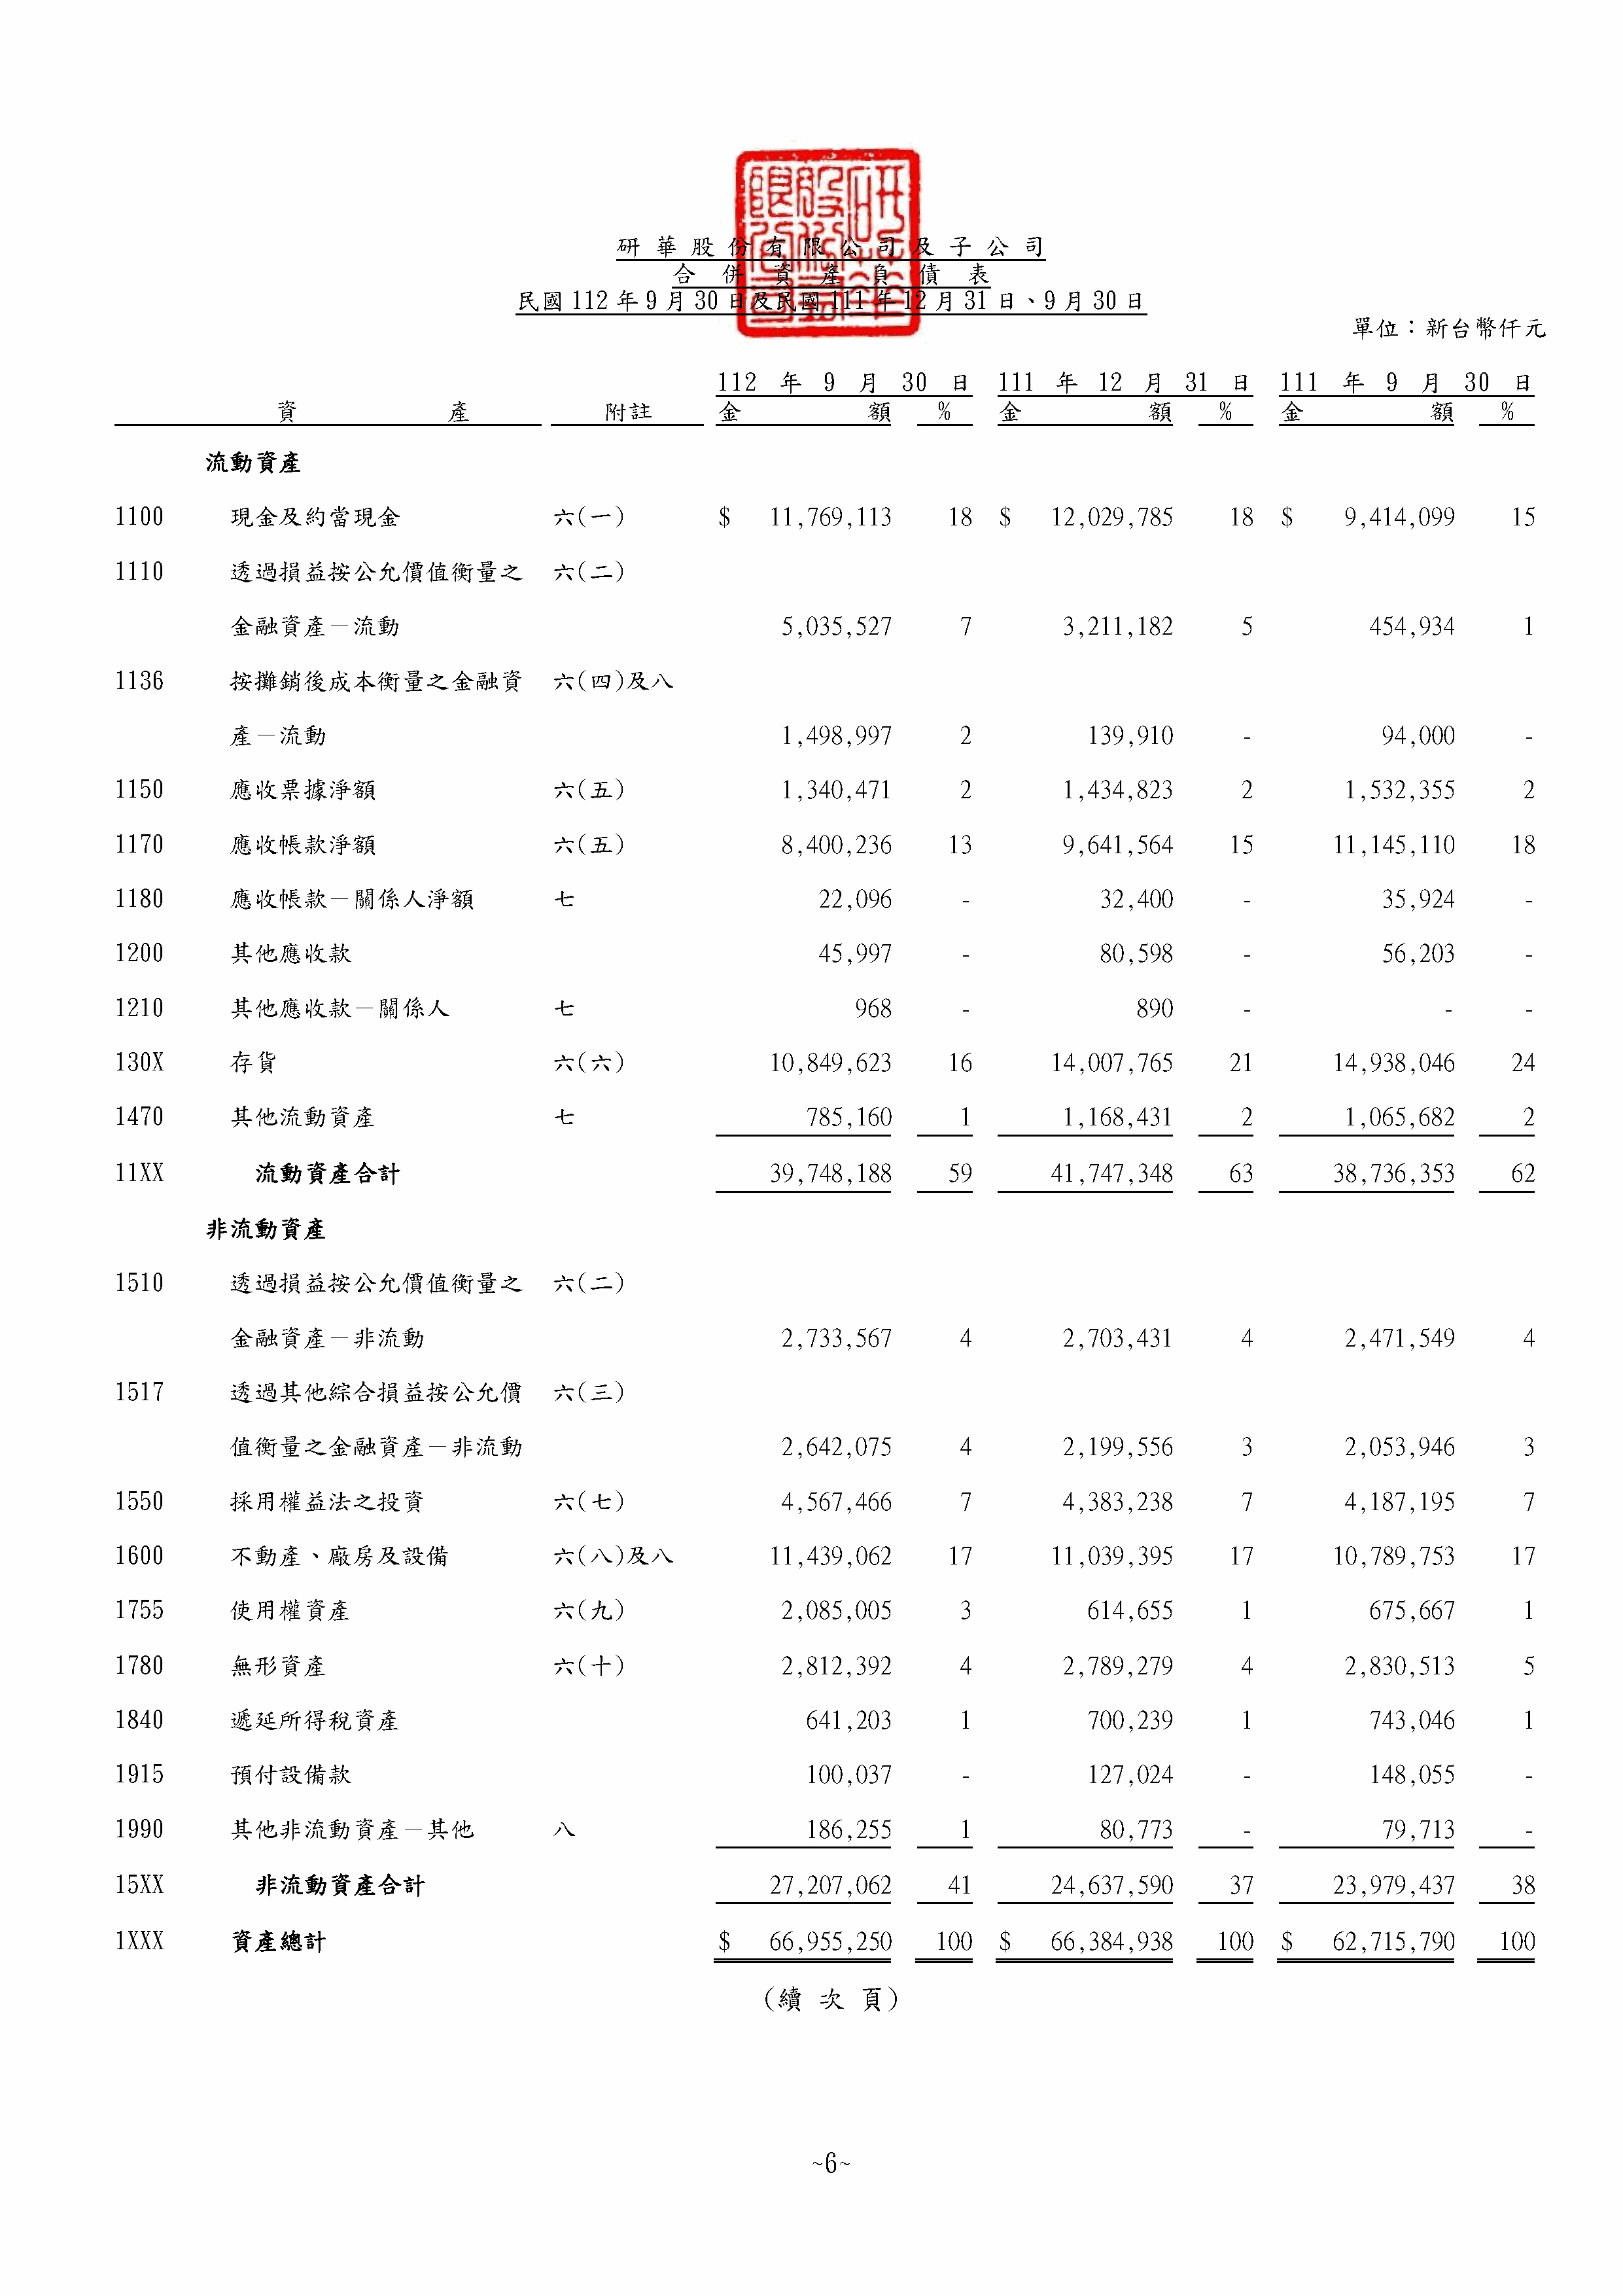 研華股份有限公司及子公司
合併資產負債表
民國112年9月30日及民國111年12月31日、9月30日
單位：新台幣仟元
112 年 9 月 30 日 111 年 12 月 31 日 111 年 9 月 30 日
資 產 附註 金 額 % 金 額 % 金 額 %
流動資產
1100 現金及約當現金 六(一) $ 11,769,113 18 $ 12,029,785 18 $ 9,414,099 15
1110 透過損益按公允價值衡量之 六(二)
金融資產－流動 5,035,527 7 3,211,182 5 454,934 1
1136 按攤銷後成本衡量之金融資 六(四)及八
產－流動 1,498,997 2 139,910 - 94,000 -
1150 應收票據淨額 六(五) 1,340,471 2 1,434,823 2 1,532,355 2
1170 應收帳款淨額 六(五) 8,400,236 13 9,641,564 15 11,145,110 18
1180 應收帳款－關係人淨額 七 22,096 - 32,400 - 35,924 -
1200 其他應收款 45,997 - 80,598 - 56,203 -
1210 其他應收款－關係人 七 968 - 890 - - -
130X 存貨 六(六) 10,849,623 16 14,007,765 21 14,938,046 24
1470 其他流動資產 七 785,160 1 1,168,431 2 1,065,682 2
11XX 流動資產合計 39,748,188 59 41,747,348 63 38,736,353 62
非流動資產
1510 透過損益按公允價值衡量之 六(二)
金融資產－非流動 2,733,567 4 2,703,431 4 2,471,549 4
1517 透過其他綜合損益按公允價 六(三)
值衡量之金融資產－非流動 2,642,075 4 2,199,556 3 2,053,946 3
1550 採用權益法之投資 六(七) 4,567,466 7 4,383,238 7 4,187,195 7
1600 不動產、廠房及設備 六(八)及八 11,439,062 17 11,039,395 17 10,789,753 17
1755 使用權資產 六(九) 2,085,005 3 614,655 1 675,667 1
1780 無形資產 六(十) 2,812,392 4 2,789,279 4 2,830,513 5
1840 遞延所得稅資產 641,203 1 700,239 1 743,046 1
1915 預付設備款 100,037 - 127,024 - 148,055 -
1990 其他非流動資產－其他 八 186,255 1 80,773 - 79,713 -
15XX 非流動資產合計 27,207,062 41 24,637,590 37 23,979,437 38
1XXX 資產總計 $ 66,955,250 100 $ 66,384,938 100 $ 62,715,790 100
(續 次 頁)
~6~